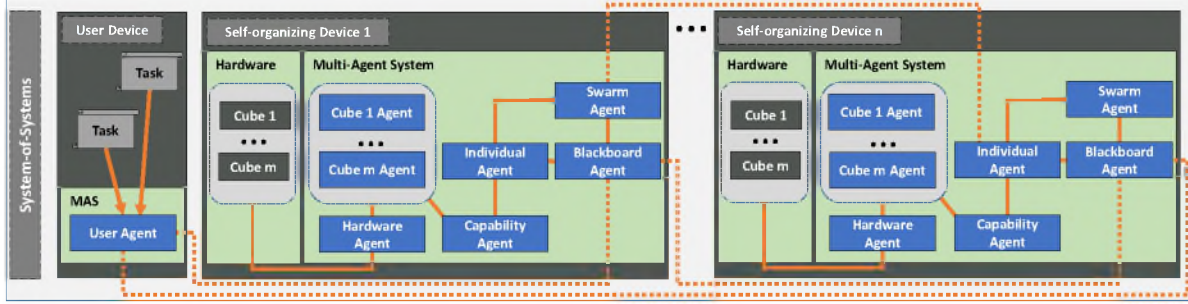 System-of-Systems
User Device
Task
Task
MAS
User Agent
Self-organizing Device 1
Hardware
Cube 1
...
Cube m
Multi-Agent System
Cube 1 Agent
...
Cube m Agent
Hardware
Agent
Swarm
Agent
Individual
Agent
Blackboard
Agent
Capability
Agent
...
Self-organizing Device n
Hardware
Cube 1
...
Cube m
Multi-Agent System
Cube 1 Agent
...
Cube m Agent
Hardware
Agent
Swarm
Agent
Individual
Agent
Blackboard
Agent
Capability
Agent